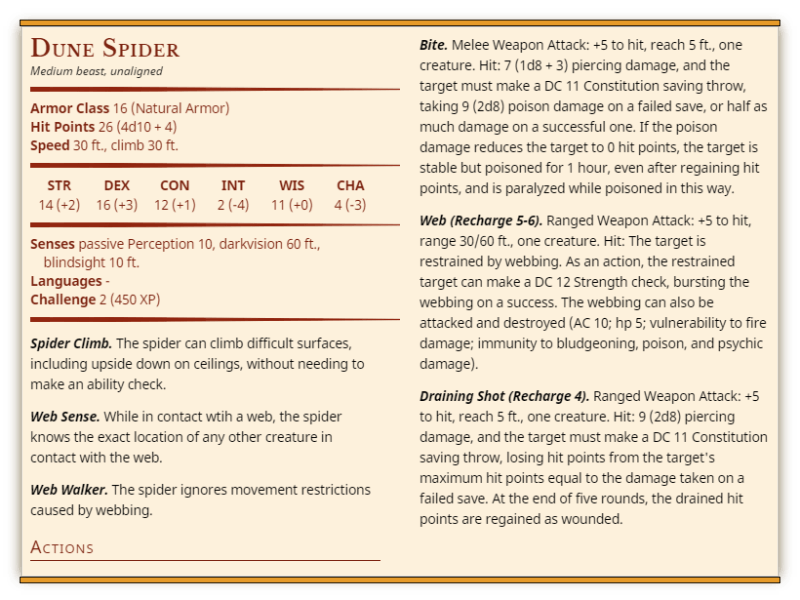 Dune Spider
Medium beast, unaligned
Armor Class 16 (Natural Armor)
Hit Points 26 (4d10 + 4)
Speed 30 ft., climb 30 ft.
STR DEX CON INT WIS CHA
14 (+2) 16 (+3) 12 (+1) 2 (-4) 11 (+0) 4 (-3)
Senses passive Perception 10, darkvision 60 ft.,
blindsight 10 ft.
Languages -
Challenge 2 (450 XP)
Spider Climb. The spider can climb difficult surfaces,
including upside down on ceilings, without needing to
make an ability check.
Web Sense. While in contact wtih a web, the spider
knows the exact location of any other creature in
contact with the web.
Web Walker. The spider ignores movement restrictions
caused by webbing.
Actions
Bite. Melee Weapon Attack: +5 to hit, reach 5 ft., one
creature. Hit: 7 (1d8 + 3) piercing damage, and the
target must make a DC 11 Constitution saving throw,
taking 9 (2d8) poison damage on a failed save, or half as
much damage on a successful one. If the poison
damage reduces the target to 0 hit points, the target is
stable but poisoned for 1 hour, even after regaining hit
points, and is paralyzed while poisoned in this way.
Web (Recharge 5-6). Ranged Weapon Attack: +5 to hit,
range 30/60 ft., one creature. Hit: The target is
restrained by webbing. As an action, the restrained
target can make a DC 12 Strength check, bursting the
webbing on a success. The webbing can also be
attacked and destroyed (AC 10; hp 5; vulnerability to fire
damage; immunity to bludgeoning, poison, and psychic
damage).
Draining Shot (Recharge 4). Ranged Weapon Attack: +5
to hit, reach 5 ft., one creature. Hit: 9 (2d8) piercing
damage, and the target must make a DC 11 Constitution
saving throw, losing hit points from the target's
maximum hit points equal to the damage taken on a
failed save. At the end of five rounds, the drained hit
points are regained as wounded.